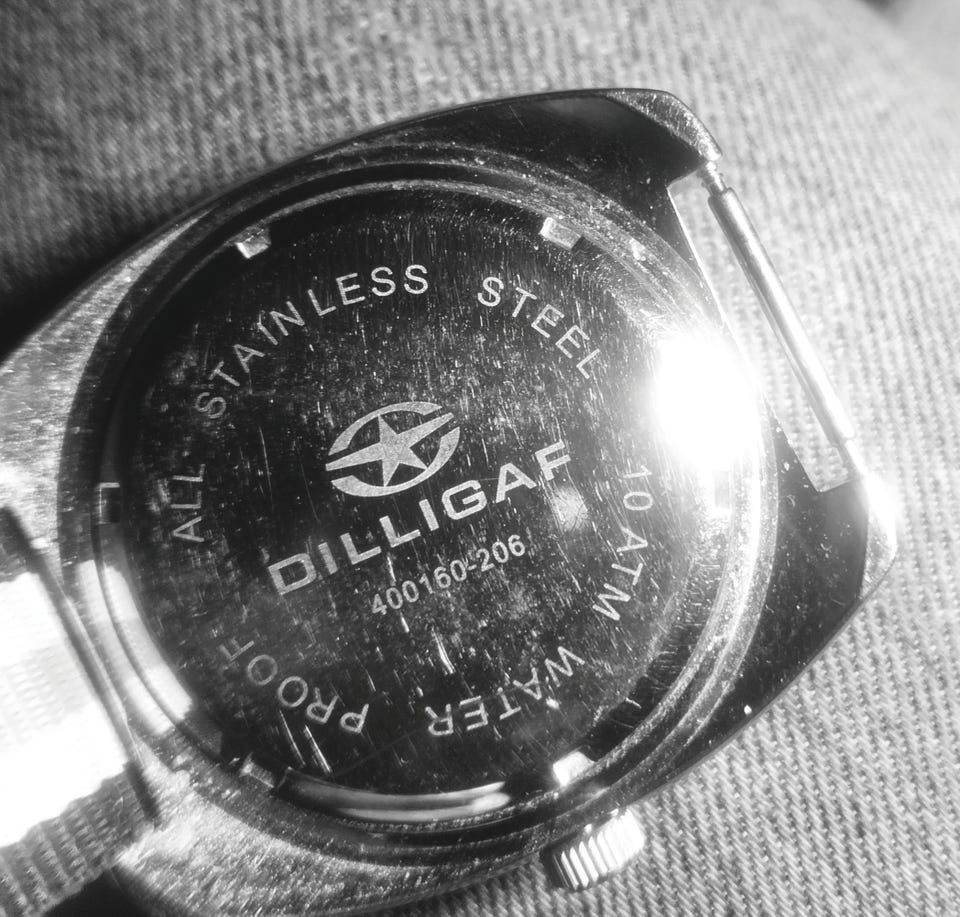 ALL STAINLESS STEEL 10 ATM WATER PROOF
DILLIGAF
400160-206